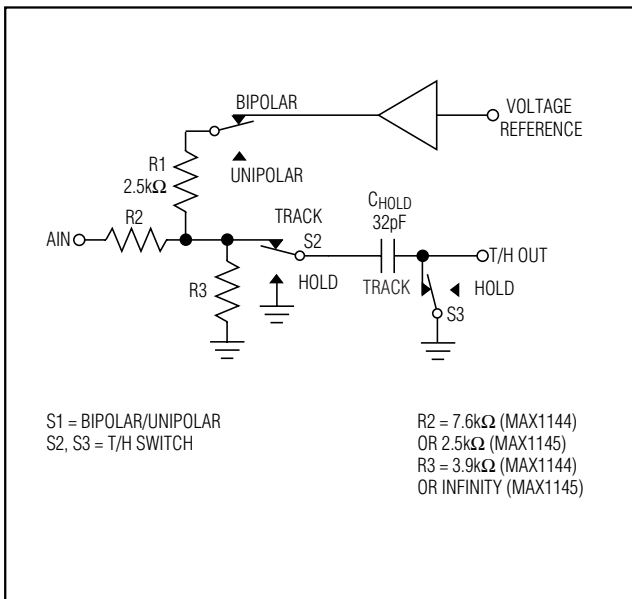 BIPOLAR
VOLTAGE
REFERENCE
R1
2.5kΩ
UNIPOLAR
CHOLD
32pF
TRACK
R2
AIN
S2
T/H OUT
R3
HOLD
TRACK
HOLD
S3
S1 = BIPOLAR/UNIPOLAR
S2, S3 = T/H SWITCH
R2 = 7.6kΩ (MAX1144)
OR 2.5kΩ (MAX1145)
R3 = 3.9kΩ (MAX1144)
OR INFINITY (MAX1145)